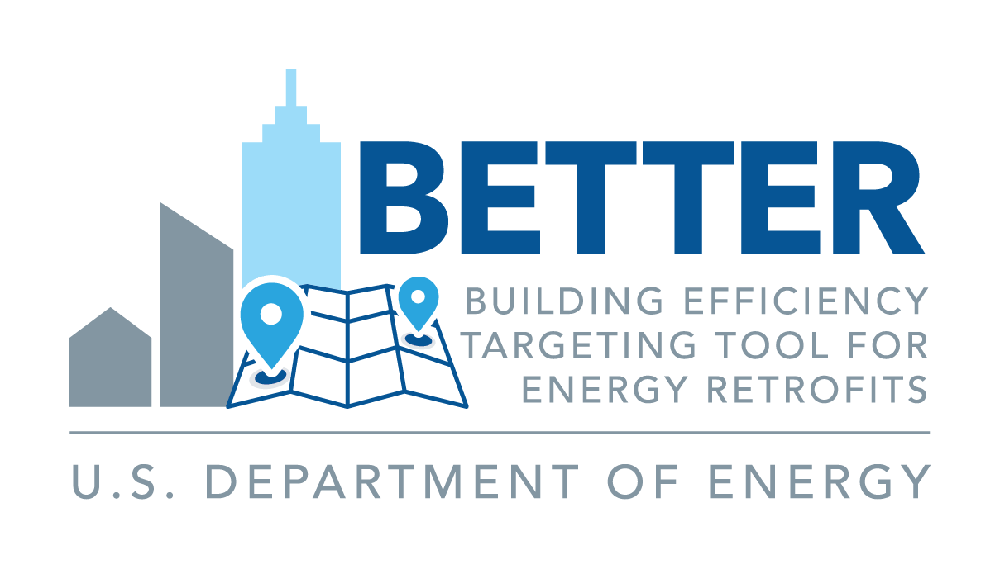 BETTER
BUILDING EFFICIENCY
TARGETING TOOL FOR
ENERGY RETROFITS
U.S. DEPARTMENT OF ENERGY